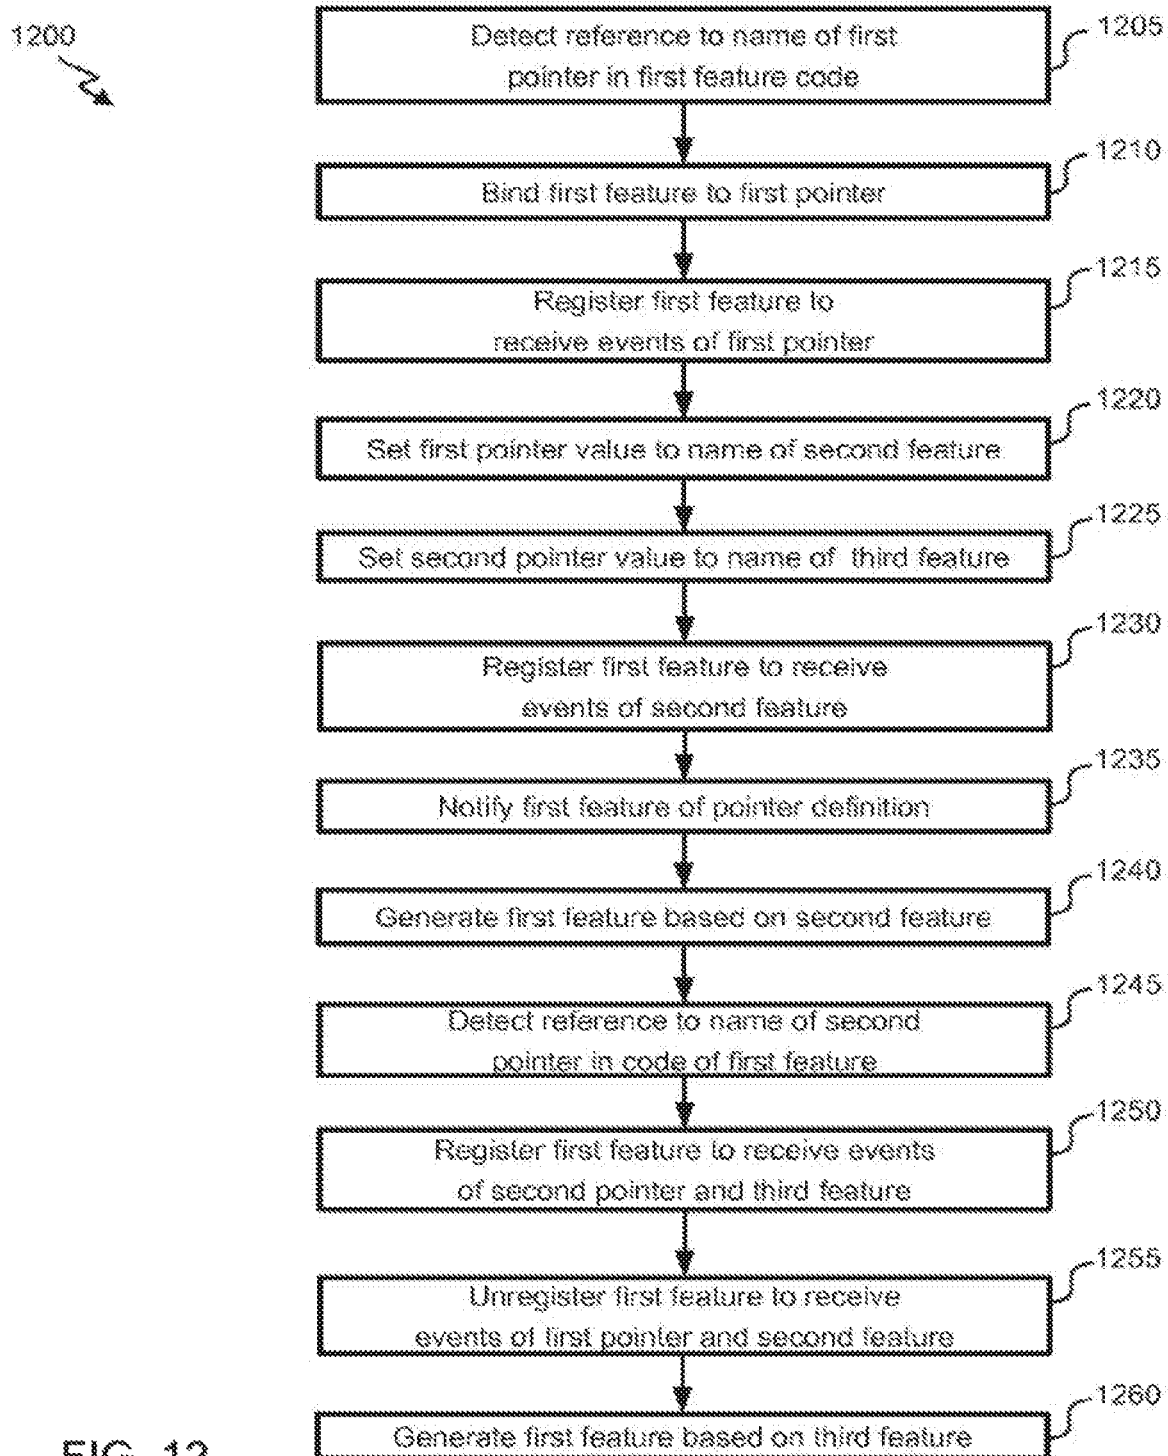 1200
Detect reference to name of first
pointer in first feature code
1205
Bind first feature to first pointer
1210
Register first feature to
receive events of first pointer
1215
Set first pointer value to name of second feature
1220
Set second pointer value to name of third feature
1225
Register first feature to receive
events of second feature
1230
Notify first feature of pointer definition
1235
Generate first feature based on second feature
1240
Detect reference to name of second
pointer in code of first feature
1245
Register first feature to receive events
of second pointer and third feature
1250
Unregister first feature to receive
events of first pointer and second feature
1255
Generate first feature based on third feature
1260
FIG. 12